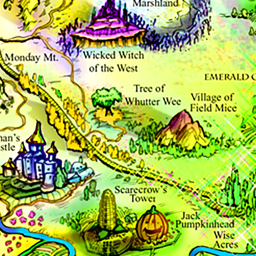 Marshland
Wicked Witch
of the West
Monday Mt.
EMERALD C
Tree of
Whutter Wee
Village of
Field Mice
an's
stle
Scarecrow's
Tower
Jack
Pumpkinhead
Wise
Acres